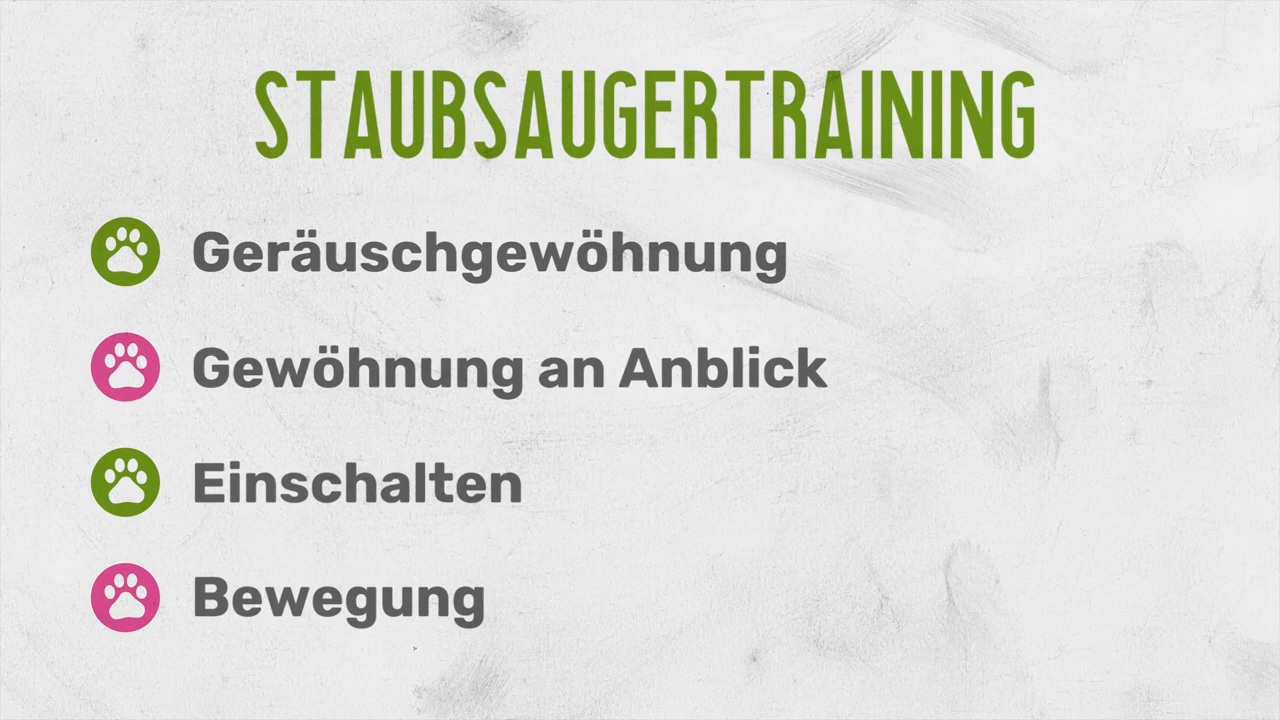 STAUBSAUGERTRAINING
Geräuschgewöhnung
Gewöhnung an Anblick
Einschalten
Bewegung